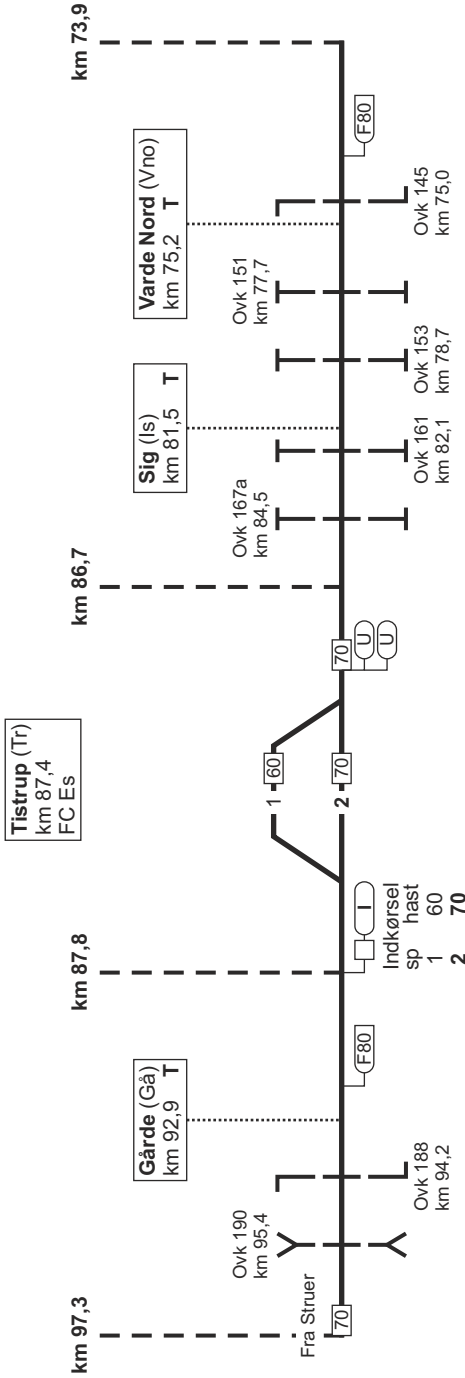 km 97,3
km 87,8
km 86,7
km 73,9
Tistrup (Tr)
km 87,4
FC Es
Gårde (Gå)
km 92,9 T
Sig (Is)
km 81,5 T
Varde Nord (Vno)
km 75,2 T
Ovk 190
km 95,4
Ovk 167a
km 84,5
Ovk 151
km 77,7
Fra Struer
1 60
70
2 70
70
F80
I
U
U
F80
Ovk 188
km 94,2
Indkørsel
sp hast
1 60
2 70
Ovk 161
km 82,1
Ovk 153
km 78,7
Ovk 145
km 75,0